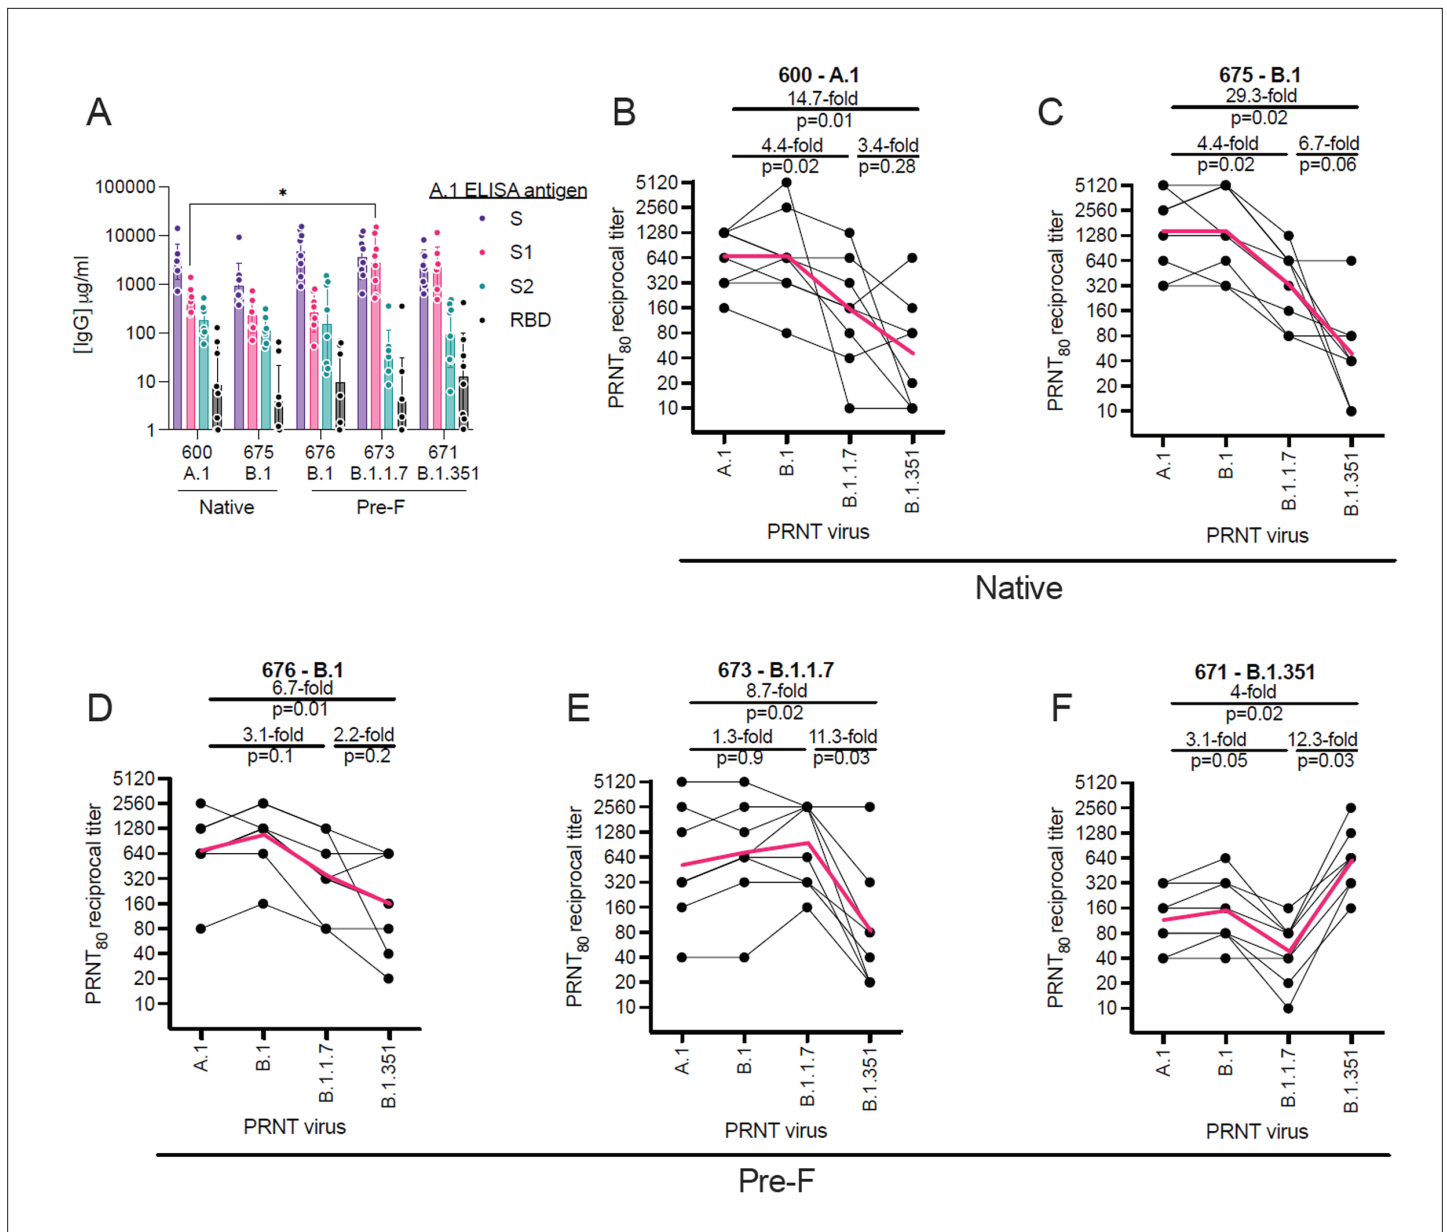 A
[IgG] µg/ml
100000
10000
1000
100
10
1
*
A.1 ELISA antigen
S
S1
S2
RBD
600 675 676 673 671
A.1 B.1 B.1 B.1.1.7 B.1.351
Native Pre-F
B
600 - A.1
14.7-fold
p=0.01
4.4-fold 3.4-fold
p=0.02 p=0.28
PRNT80 reciprocal titer
5120
2560
1280
640
320
160
80
40
20
10
A.1 B.1 B.1.1.7 B.1.351
PRNT virus
C
675 - B.1
29.3-fold
p=0.02
4.4-fold 6.7-fold
p=0.02 p=0.06
PRNT80 reciprocal titer
5120
2560
1280
640
320
160
80
40
20
10
A.1 B.1 B.1.1.7 B.1.351
PRNT virus
Native
D
676 - B.1
6.7-fold
p=0.01
3.1-fold 2.2-fold
p=0.1 p=0.2
PRNT80 reciprocal titer
5120
2560
1280
640
320
160
80
40
20
10
A.1 B.1 B.1.1.7 B.1.351
PRNT virus
E
673 - B.1.1.7
8.7-fold
p=0.02
1.3-fold 11.3-fold
p=0.9 p=0.03
PRNT80 reciprocal titer
5120
2560
1280
640
320
160
80
40
20
10
A.1 B.1 B.1.1.7 B.1.351
PRNT virus
F
671 - B.1.351
4-fold
p=0.02
3.1-fold 12.3-fold
p=0.05 p=0.03
PRNT80 reciprocal titer
5120
2560
1280
640
320
160
80
40
20
10
A.1 B.1 B.1.1.7 B.1.351
PRNT virus
Pre-F